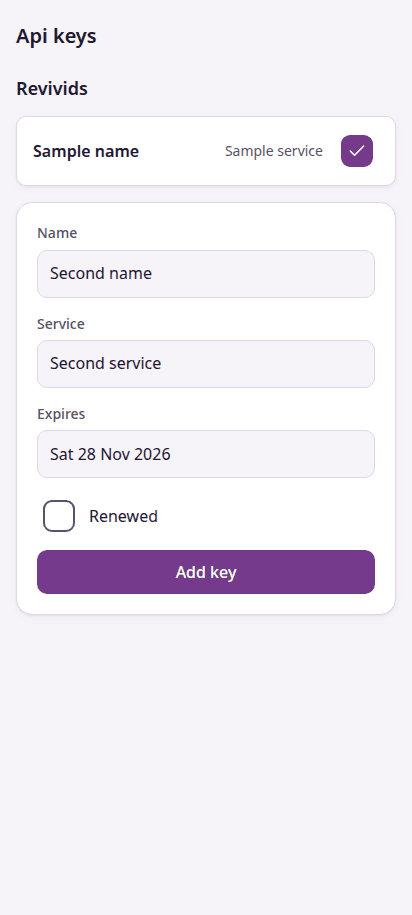 Api keys
Revivids
Sample name
Sample service
Name
Second name
Service
Second service
Expires
Sat 28 Nov 2026
Renewed
Add key